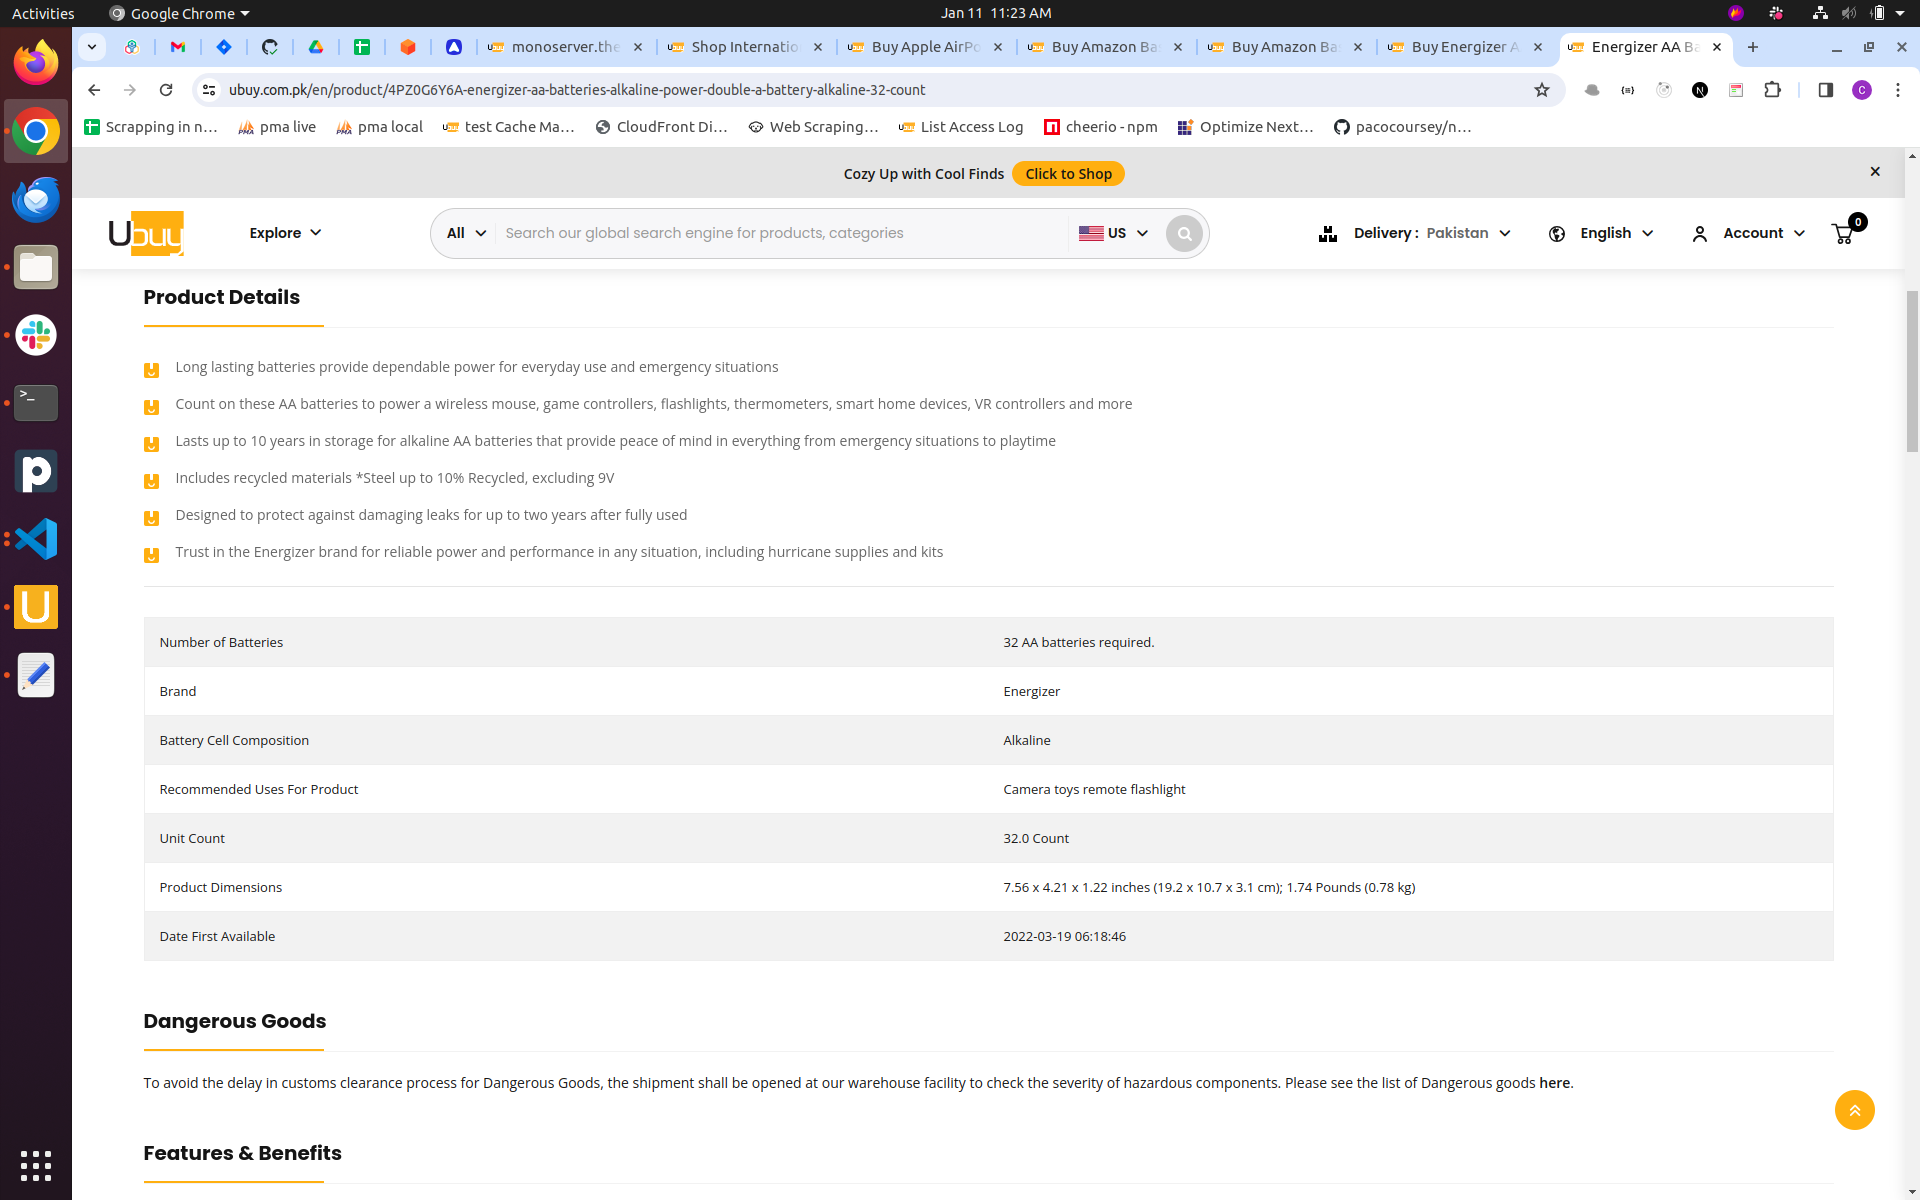 Activities
Google Chrome
Jan 11 11:23 AM
monoserver.the
Shop Internatio
Buy Apple AirPo
Buy Amazon Ba
Buy Amazon Ba
Buy Energizer A
Energizer AA Ba
ubuy.com.pk/en/product/4PZ0G6Y6A-energizer-aa-batteries-alkaline-power-double-a-battery-alkaline-32-count
C
Scrapping in n...
pma live
pma local
test Cache Ma...
CloudFront Di...
Web Scraping...
List Access Log
cheerio - npm
Optimize Next...
pacocoursey/n...
Cozy Up with Cool Finds Click to Shop
Ubuy
Explore
All
Search our global search engine for products, categories
US
Delivery : Pakistan
English
Account
0
Product Details
Long lasting batteries provide dependable power for everyday use and emergency situations
Count on these AA batteries to power a wireless mouse, game controllers, flashlights, thermometers, smart home devices, VR controllers and more
Lasts up to 10 years in storage for alkaline AA batteries that provide peace of mind in everything from emergency situations to playtime
Includes recycled materials *Steel up to 10% Recycled, excluding 9V
Designed to protect against damaging leaks for up to two years after fully used
Trust in the Energizer brand for reliable power and performance in any situation, including hurricane supplies and kits
Number of Batteries 32 AA batteries required.
Brand Energizer
Battery Cell Composition Alkaline
Recommended Uses For Product Camera toys remote flashlight
Unit Count 32.0 Count
Product Dimensions 7.56 x 4.21 x 1.22 inches (19.2 x 10.7 x 3.1 cm); 1.74 Pounds (0.78 kg)
Date First Available 2022-03-19 06:18:46
Dangerous Goods
To avoid the delay in customs clearance process for Dangerous Goods, the shipment shall be opened at our warehouse facility to check the severity of hazardous components. Please see the list of Dangerous goods here.
Features & Benefits